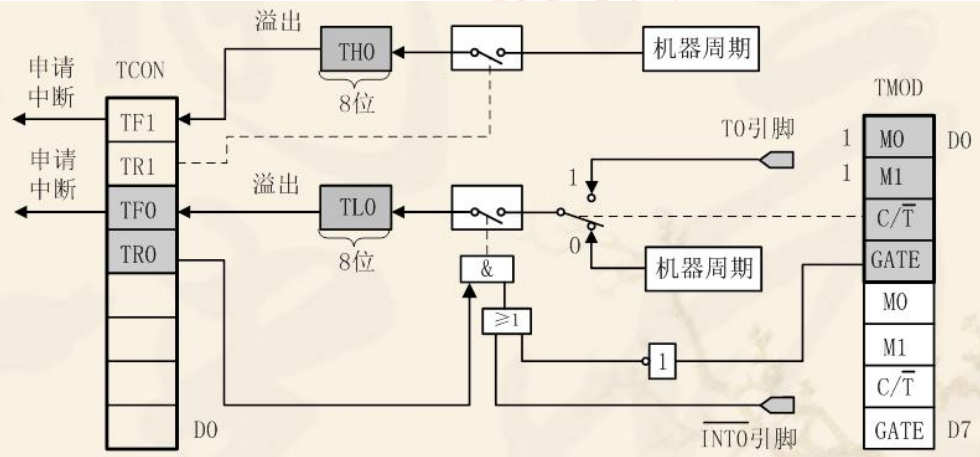 溢出
TH0
8位
机器周期
申请
中断
TCON
TF1
TR1
TF0
TR0
D0
申请
中断
溢出
TL0
8位
&
≥1
1
1
0
T0引脚
机器周期
INT0引脚
TMOD
1
M0
D0
1
M1
C/T
GATE
M0
M1
C/T
GATE
D7